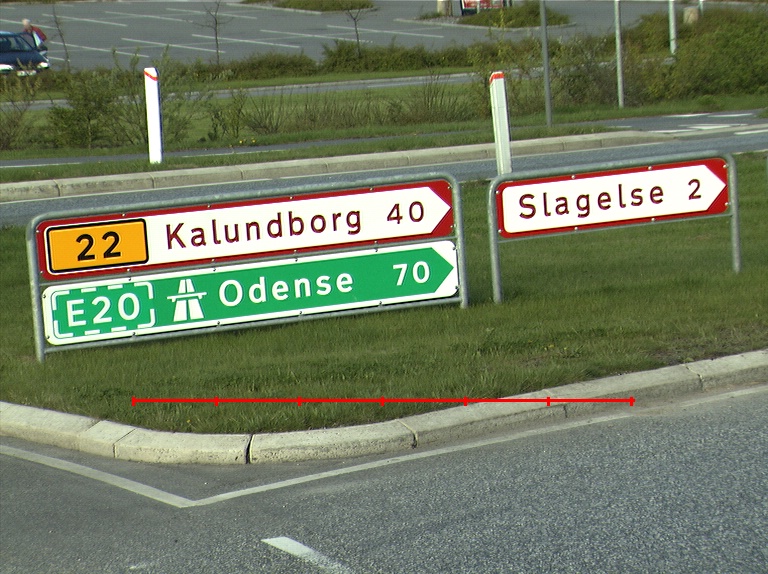 22 Kalundborg 40
E20 Odense 70
Slagelse 2